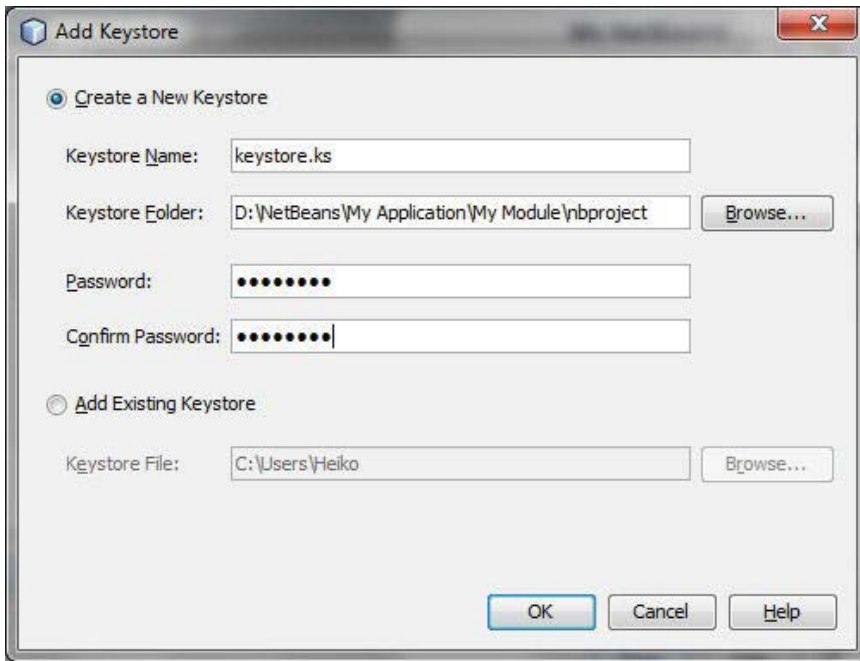 Add Keystore
Create a New Keystore
Keystore Name: keystore.ks
Keystore Folder: D:\NetBeans\My Application\My Module\nbproject Browse...
Password: ●●●●●●●●
Confirm Password: ●●●●●●●●
Add Existing Keystore
Keystore File: C:\Users\Heiko Browse...
OK Cancel Help